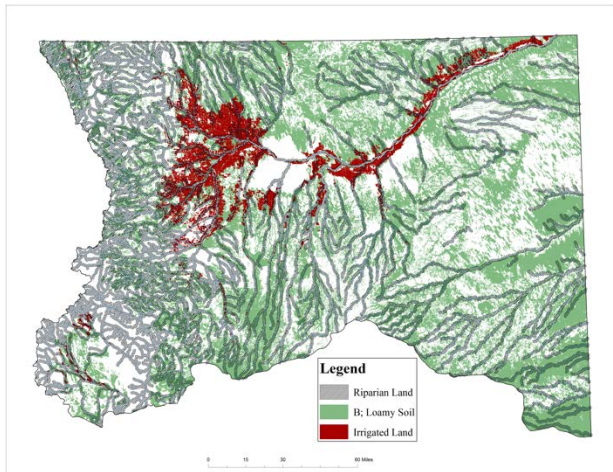 Legend
Riparian Land
B; Loamy Soil
Irrigated Land
0 15 30 60 Miles